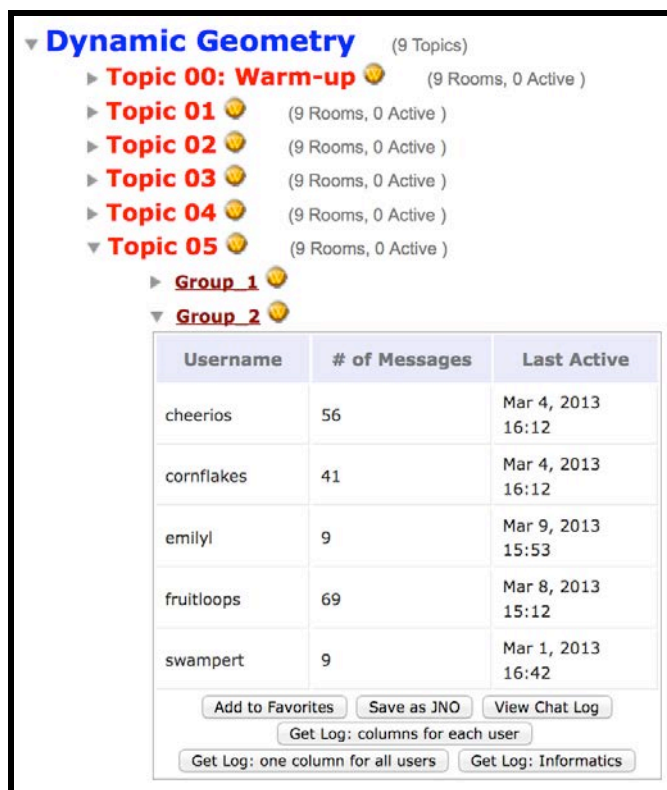 Dynamic Geometry (9 Topics)
Topic 00: Warm-up (9 Rooms, 0 Active )
Topic 01 (9 Rooms, 0 Active )
Topic 02 (9 Rooms, 0 Active )
Topic 03 (9 Rooms, 0 Active )
Topic 04 (9 Rooms, 0 Active )
Topic 05 (9 Rooms, 0 Active )
Group_1
Group_2
Username # of Messages Last Active
cheerios 56 Mar 4, 2013
16:12
cornflakes 41 Mar 4, 2013
16:12
emilyl 9 Mar 9, 2013
15:53
fruitloops 69 Mar 8, 2013
15:12
swampert 9 Mar 1, 2013
16:42
Add to Favorites Save as JNO View Chat Log
Get Log: columns for each user
Get Log: one column for all users Get Log: Informatics